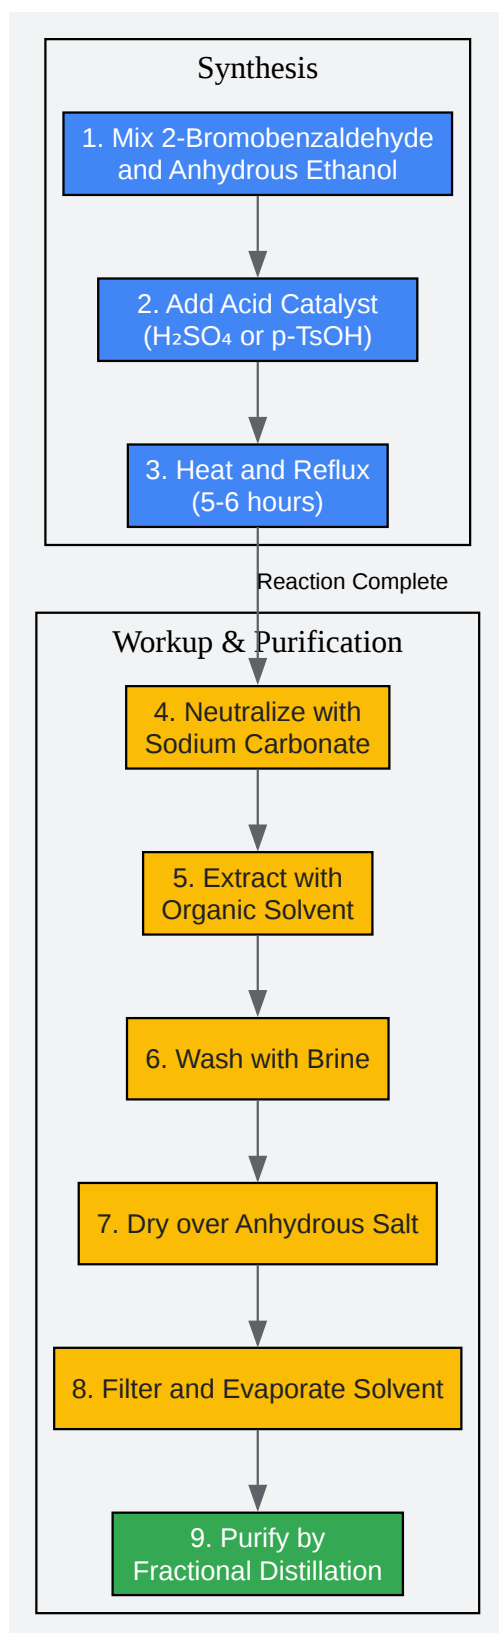 Synthesis
1. Mix 2-Bromobenzaldehyde
and Anhydrous Ethanol
2. Add Acid Catalyst
(H₂SO₄ or p-TsOH)
3. Heat and Reflux
(5-6 hours)
Reaction Complete
Workup & Purification
4. Neutralize with
Sodium Carbonate
5. Extract with
Organic Solvent
6. Wash with Brine
7. Dry over Anhydrous Salt
8. Filter and Evaporate Solvent
9. Purify by
Fractional Distillation